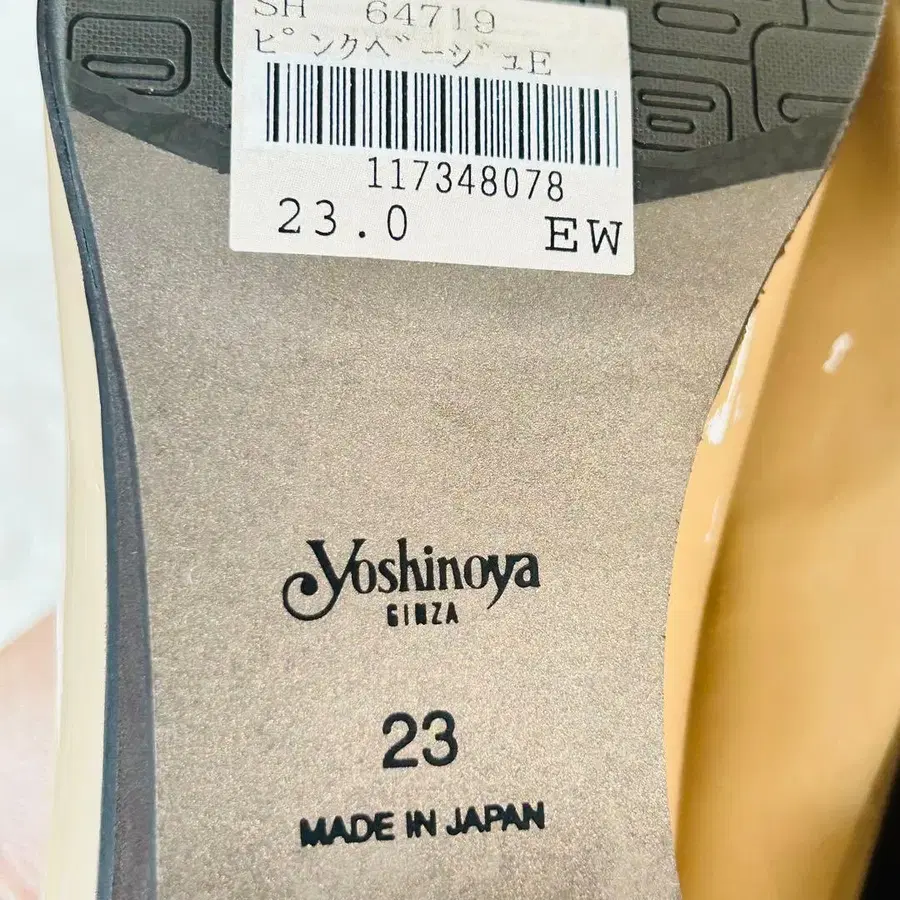 SH 64719
ピンクベージュE
117348078
23.0 EW
Yoshinoya
GINZA
23
MADE IN JAPAN